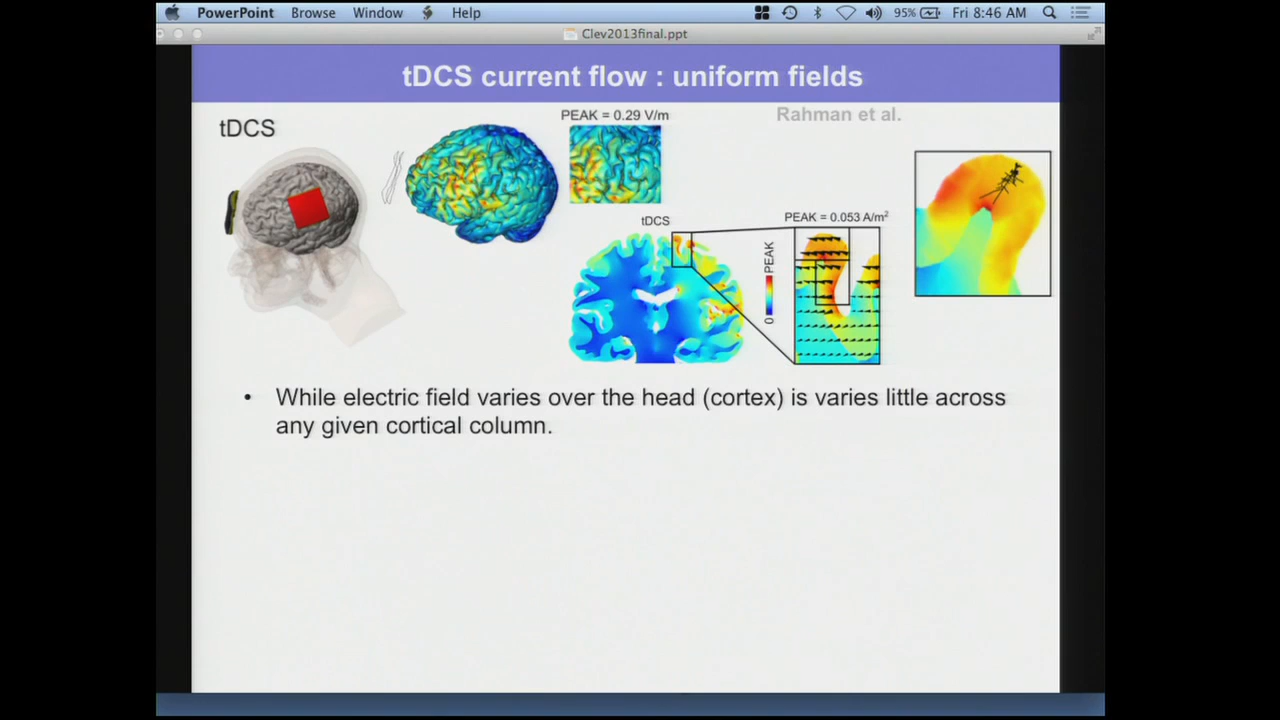 PowerPoint Browse Window Help 95% Fri 8:46 AM
Clev2013final.ppt
tDCS current flow : uniform fields
tDCS
PEAK = 0.29 V/m
Rahman et al.
tDCS
PEAK = 0.053 A/m²
0 PEAK
• While electric field varies over the head (cortex) is varies little across
any given cortical column.